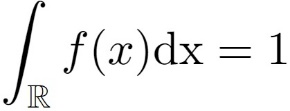 ∫_ℝ f(x)dx = 1